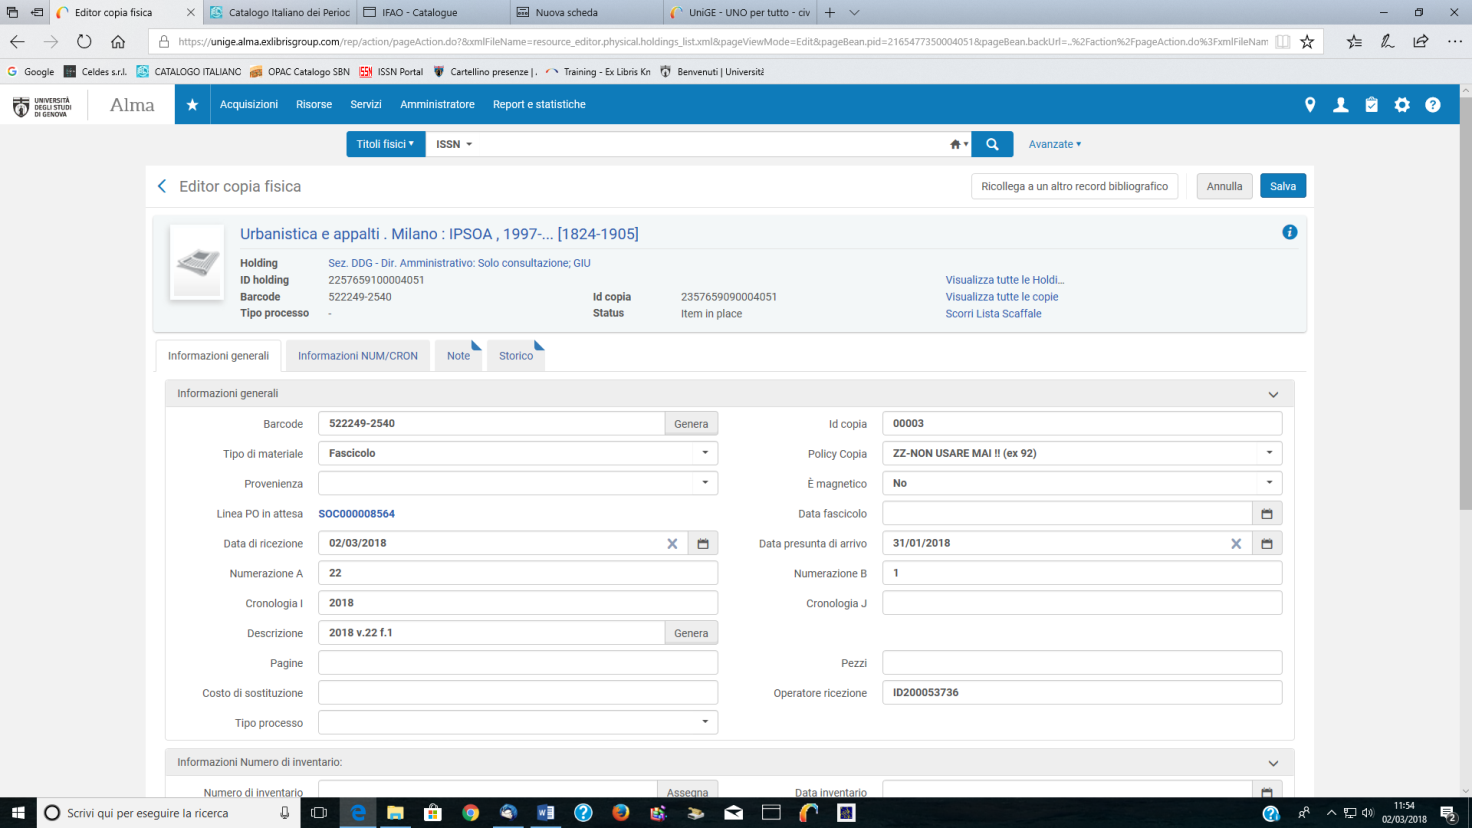 Editor copia fisica
Catalogo Italiano dei Period
IFAO - Catalogue
Nuova scheda
UniGE - UNO per tutto - civ
https://unige.alma.exlibrisgroup.com/rep/action/pageAction.do?&xmlFileName=resource_editor.physical.holdings_list.xml&pageViewMode=Edit&pageBean.pid=2165477350004051&pageBean.backUrl=..%2Faction%2FpageAction.do%3FxmlFileNam
Google
Celdes s.r.l.
CATALOGO ITALIANO
OPAC Catalogo SBN
ISSN Portal
Cartellino presenze |
Training - Ex Libris Kn
Benvenuti | Universita
UNIVERSITÀ
DEGLI STUDI
DI GENOVA
Alma
Acquisizioni Risorse Servizi Amministratore Report e statistiche
Titoli fisici ISSN Avanzate
Editor copia fisica
Ricollega a un altro record bibliografico Annulla Salva
Urbanistica e appalti . Milano : IPSOA , 1997-... [1824-1905]
Holding Sez. DDG - Dir. Amministrativo: Solo consultazione; GIU
ID holding 2257659100004051 Visualizza tutte le Holdi...
Barcode 522249-2540 Id copia 2357659090004051 Visualizza tutte le copie
Tipo processo - Status Item in place Scorri Lista Scaffale
Informazioni generali Informazioni NUM/CRON Note Storico
Informazioni generali
Barcode 522249-2540 Genera Id copia 00003
Tipo di materiale Fascicolo Policy Copia ZZ-NON USARE MAI !! (ex 92)
Provenienza È magnetico No
Linea PO in attesa SOC000008564 Data fascicolo
Data di ricezione 02/03/2018 Data presunta di arrivo 31/01/2018
Numerazione A 22 Numerazione B 1
Cronologia I 2018 Cronologia J
Descrizione 2018 v.22 f.1 Genera
Pagine Pezzi
Costo di sostituzione Operatore ricezione ID200053736
Tipo processo
Informazioni Numero di inventario:
Numero di inventario Assegna Data inventario
Scrivi qui per eseguire la ricerca
11:54
02/03/2018
2